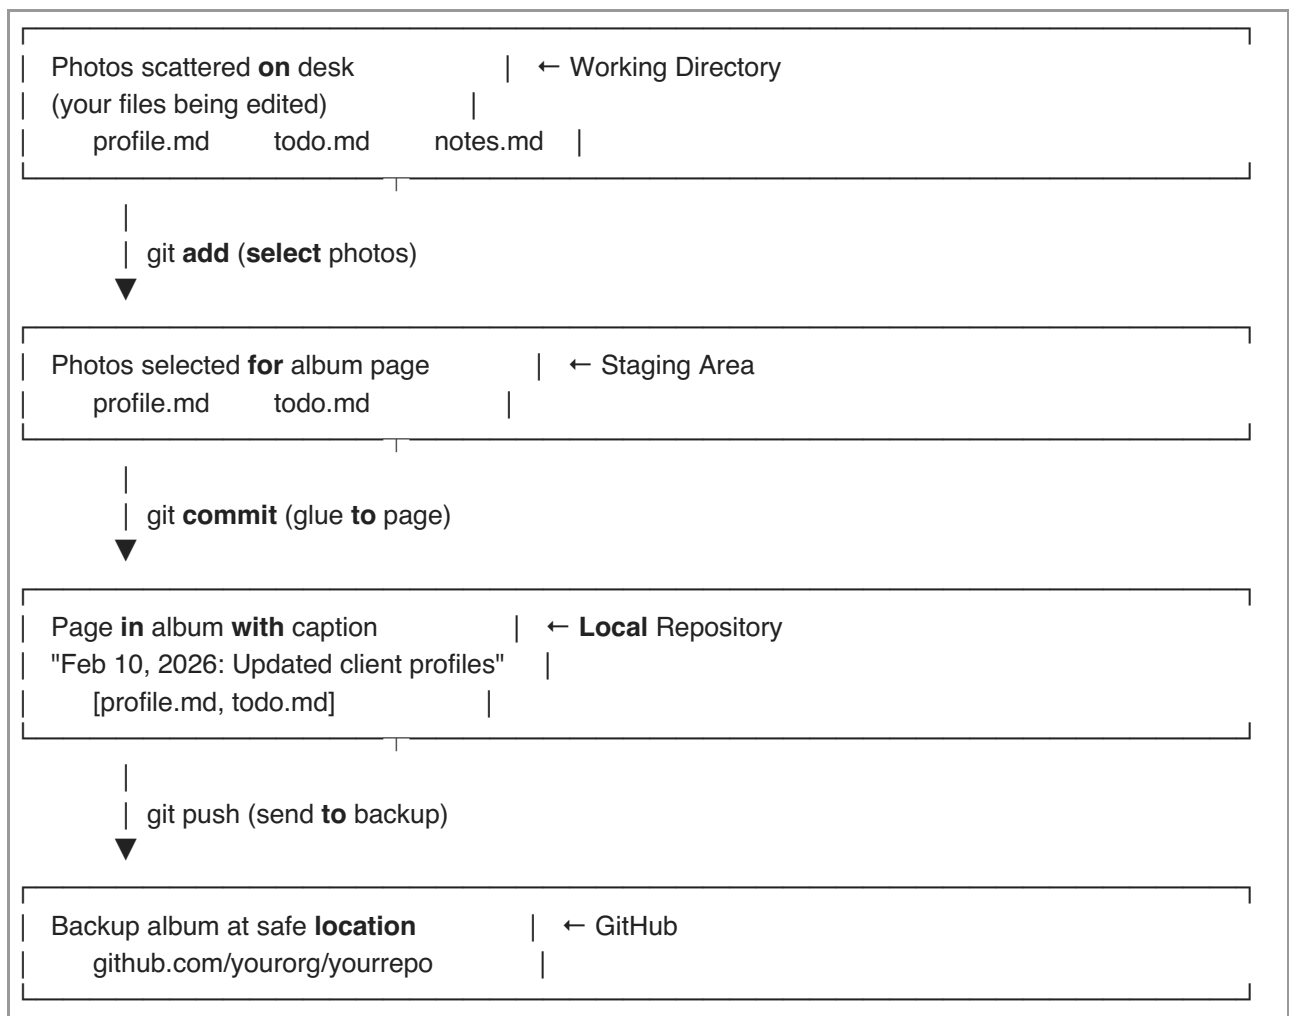 Photos scattered on desk | ← Working Directory
(your files being edited) |
profile.md todo.md notes.md |
|
| git add (select photos)
▼
Photos selected for album page | ← Staging Area
profile.md todo.md |
|
| git commit (glue to page)
▼
Page in album with caption | ← Local Repository
"Feb 10, 2026: Updated client profiles" |
[profile.md, todo.md] |
|
| git push (send to backup)
▼
Backup album at safe location | ← GitHub
github.com/yourorg/yourrepo |